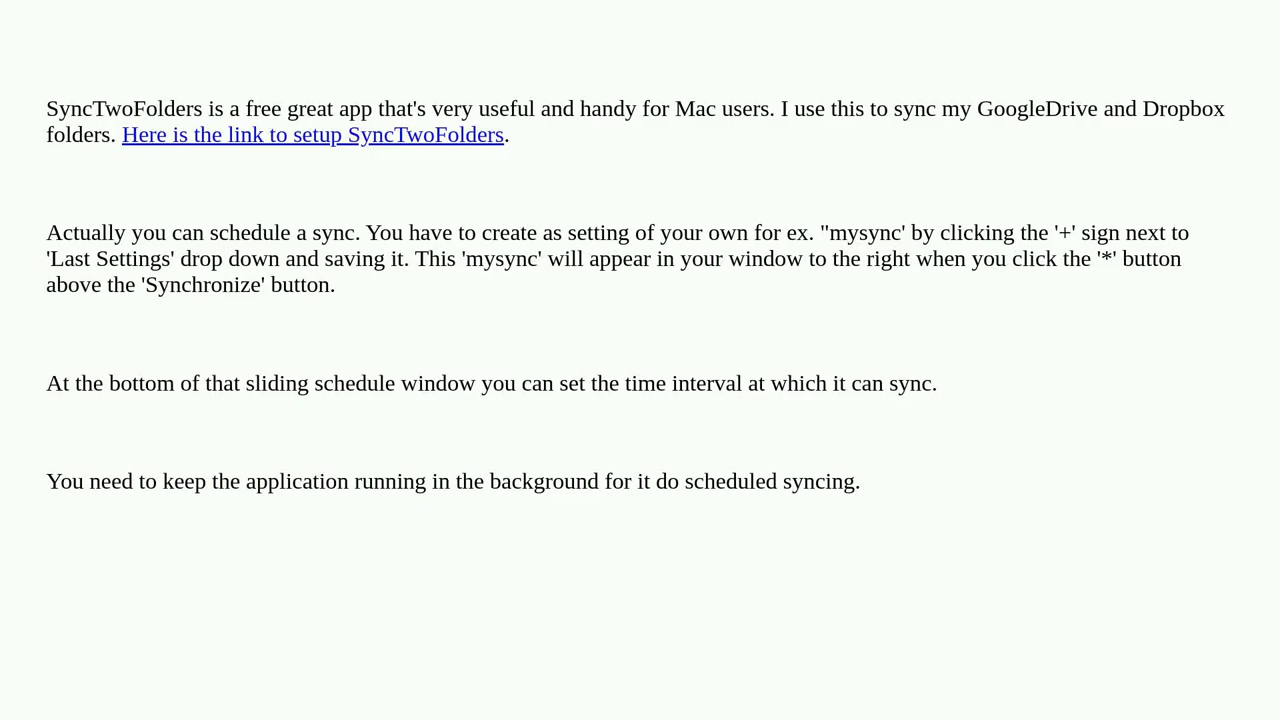 SyncTwoFolders is a free great app that's very useful and handy for Mac users. I use this to sync my GoogleDrive and Dropbox
folders. Here is the link to setup SyncTwoFolders.
Actually you can schedule a sync. You have to create as setting of your own for ex. "mysync' by clicking the '+' sign next to
'Last Settings' drop down and saving it. This 'mysync' will appear in your window to the right when you click the '*' button
above the 'Synchronize' button.
At the bottom of that sliding schedule window you can set the time interval at which it can sync.
You need to keep the application running in the background for it do scheduled syncing.